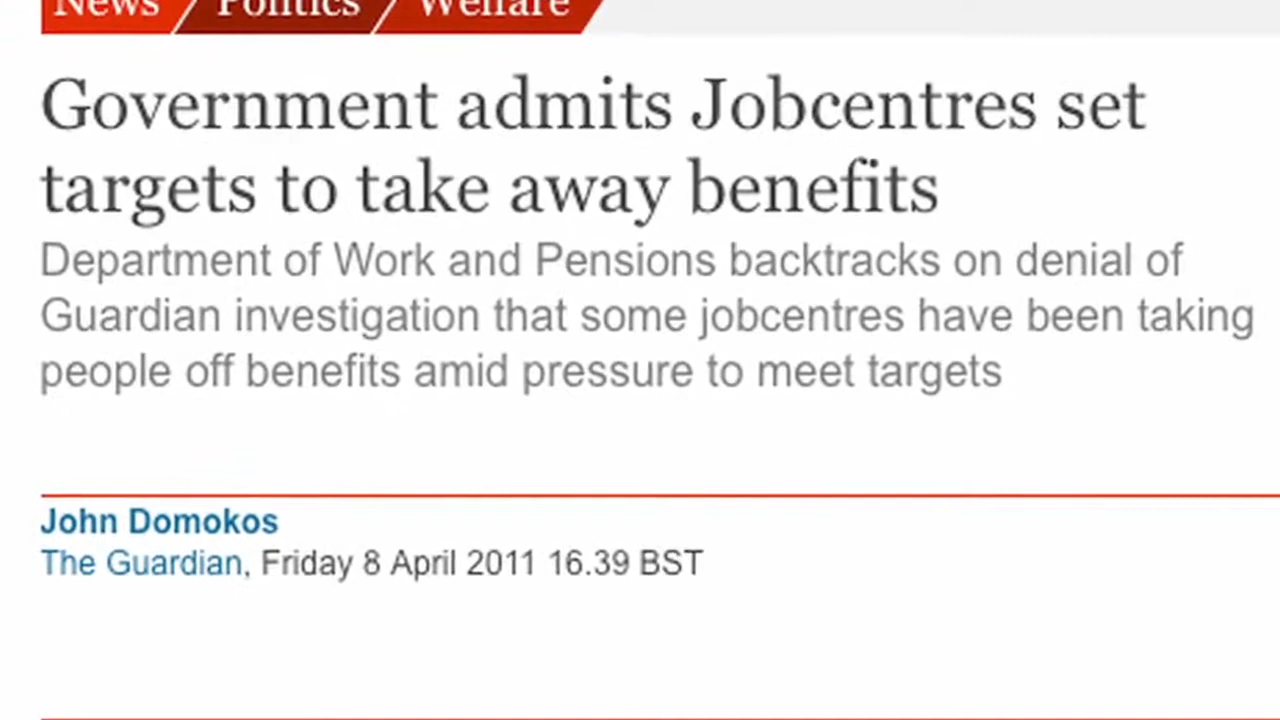 News Politics Welfare
Government admits Jobcentres set
targets to take away benefits
Department of Work and Pensions backtracks on denial of
Guardian investigation that some jobcentres have been taking
people off benefits amid pressure to meet targets
John Domokos
The Guardian, Friday 8 April 2011 16.39 BST